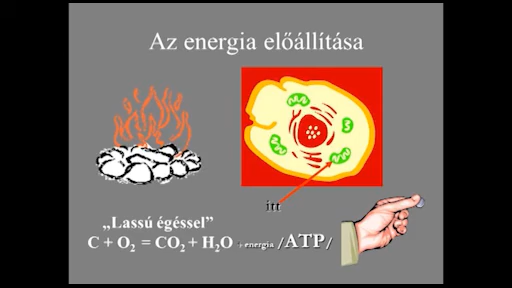 Az energia előállítása
itt
„Lassú égéssel”
C + O₂ = CO₂ + H₂O + energia /ATP/